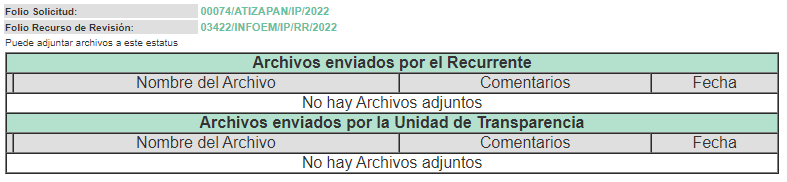 Folio Solicitud: 00074/ATIZAPAN/IP/2022
Folio Recurso de Revisión: 03422/INFOEM/IP/RR/2022
Puede adjuntar archivos a este estatus
Archivos enviados por el Recurrente
Nombre del Archivo Comentarios Fecha
No hay Archivos adjuntos
Archivos enviados por la Unidad de Transparencia
Nombre del Archivo Comentarios Fecha
No hay Archivos adjuntos